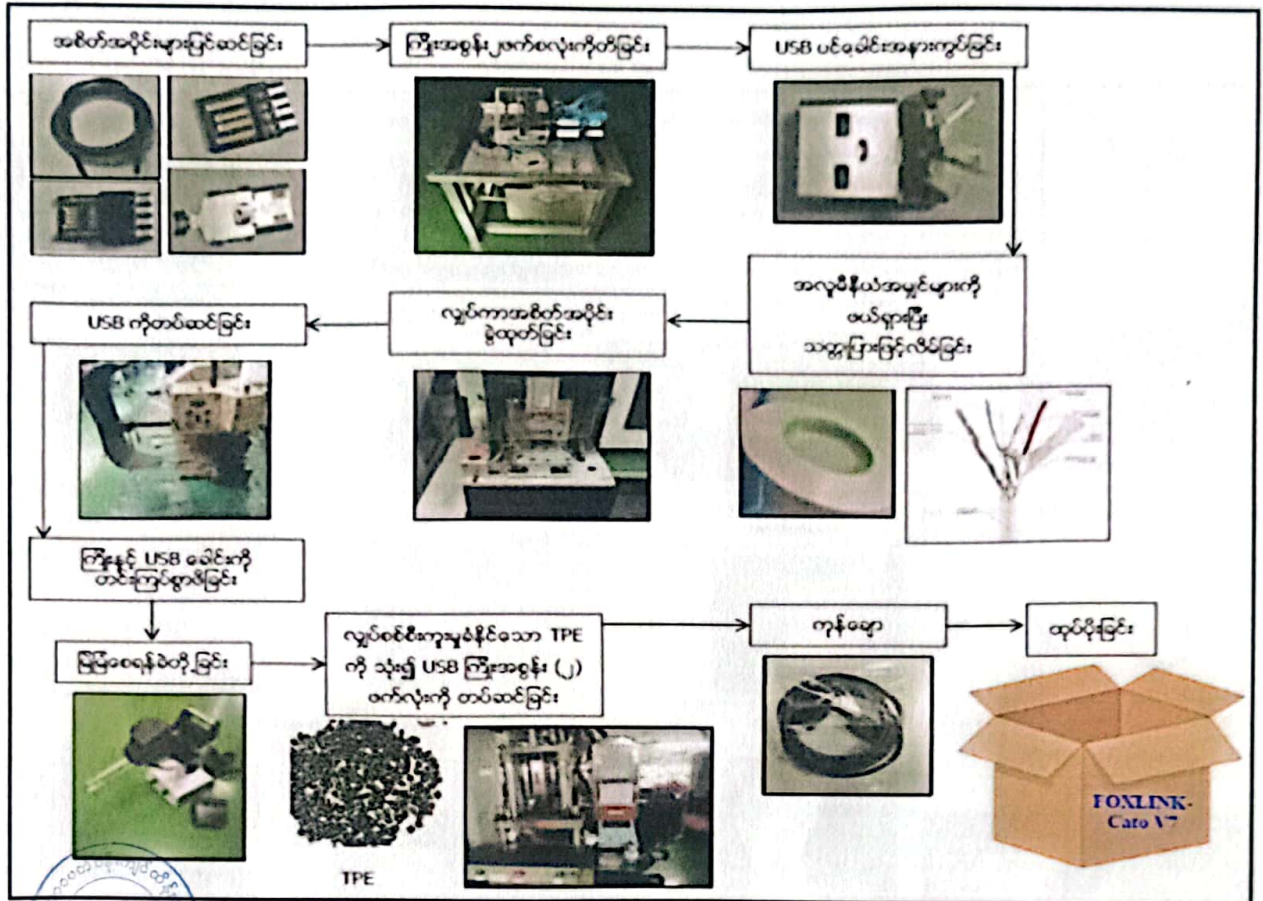 အစိတ်အပိုင်းများပြင်ဆင်ခြင်း
ကြိုးအစွန်း၂ဖက်စလုံးကိုတိခြင်း
USB ပင်ခေါင်းအနားကွပ်ခြင်း
အလူမီနီယံအမျှင်များကို
ဖယ်ရှားပြီး
သတ္တုပြားဖြင့်လိမ်ခြင်း
လျှပ်ကာအစိတ်အပိုင်း
ခွဲထုတ်ခြင်း
USB ကိုတပ်ဆင်ခြင်း
ကြိုးနှင့် USB ခေါင်းကို
တင်းကြပ်စွာဖိခြင်း
မြဲမြံစေရန်ခဲတို့ခြင်း
လျှပ်စစ်စီးကူးမှုခံနိုင်သော TPE
ကို သုံး၍ USB ကြိုးအစွန်း (၂)
ဖက်လုံးကို တပ်ဆင်ခြင်း
ကုန်ချော
ထုပ်ပိုးခြင်း
TPE
FOXLINK-
Cato V7